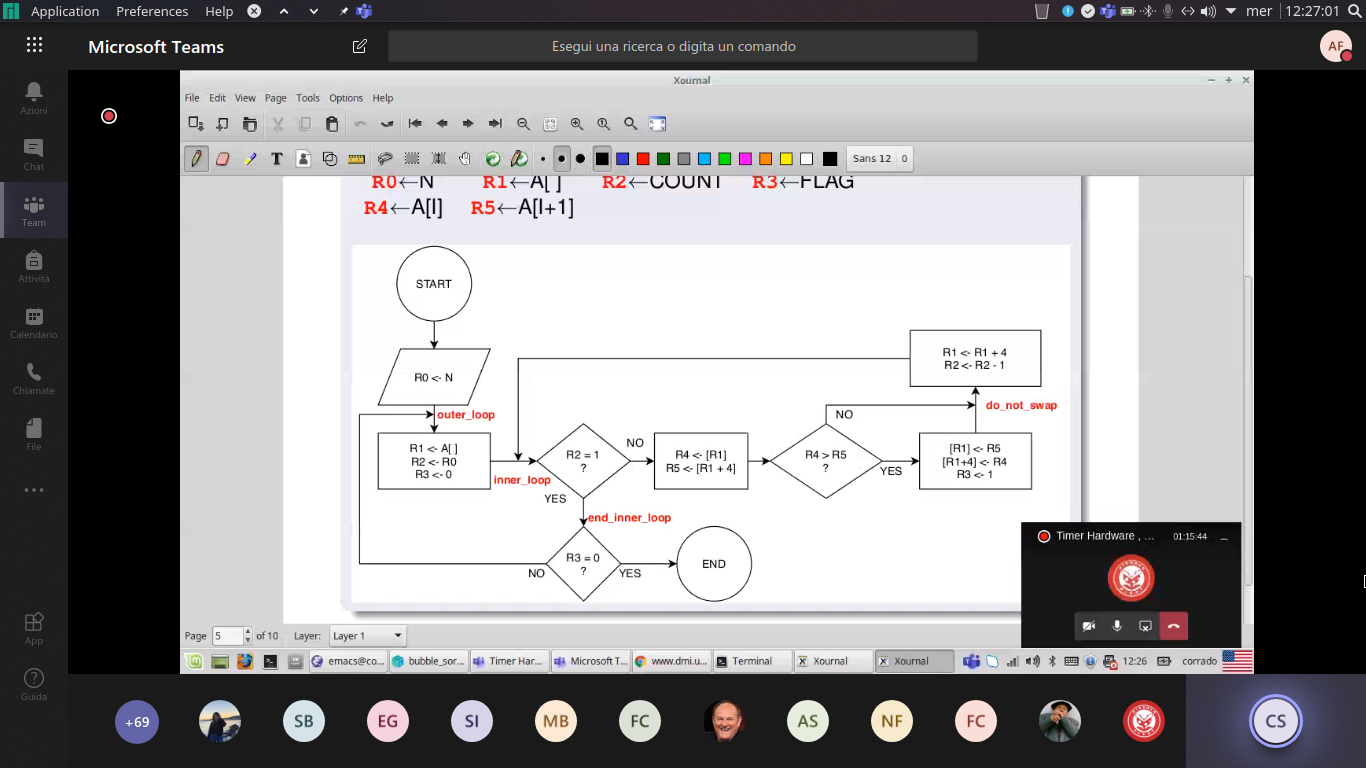 Application Preferences Help mer 12:27:01
Microsoft Teams
Esegui una ricerca o digita un comando
AF
Azioni
Chat
Team
Attività
Calendario
Chiamate
File
App
Guida
Xournal
File Edit View Page Tools Options Help
Sans 12 0
R0←N R1←A[ ] R2←COUNT R3←FLAG
R4←A[I] R5←A[I+1]
START
R0 <- N
outer_loop
R1 <- A[ ]
R2 <- R0
R3 <- 0
inner_loop
R2 = 1
?
NO
YES
R4 <- [R1]
R5 <- [R1 + 4]
R4 > R5
?
NO
YES
[R1] <- R5
[R1+4] <- R4
R3 <- 1
do_not_swap
R1 <- R1 + 4
R2 <- R2 - 1
end_inner_loop
R3 = 0
?
NO
YES
END
Timer Hardware , ... 01:15:44
Page 5 of 10 Layer: Layer 1
emacs@co... bubble_sor... Timer Har... Microsoft T... www.dmi.u... Terminal Xournal Xournal 12:26 corrado
+69 SB EG SI MB FC AS NF FC CS